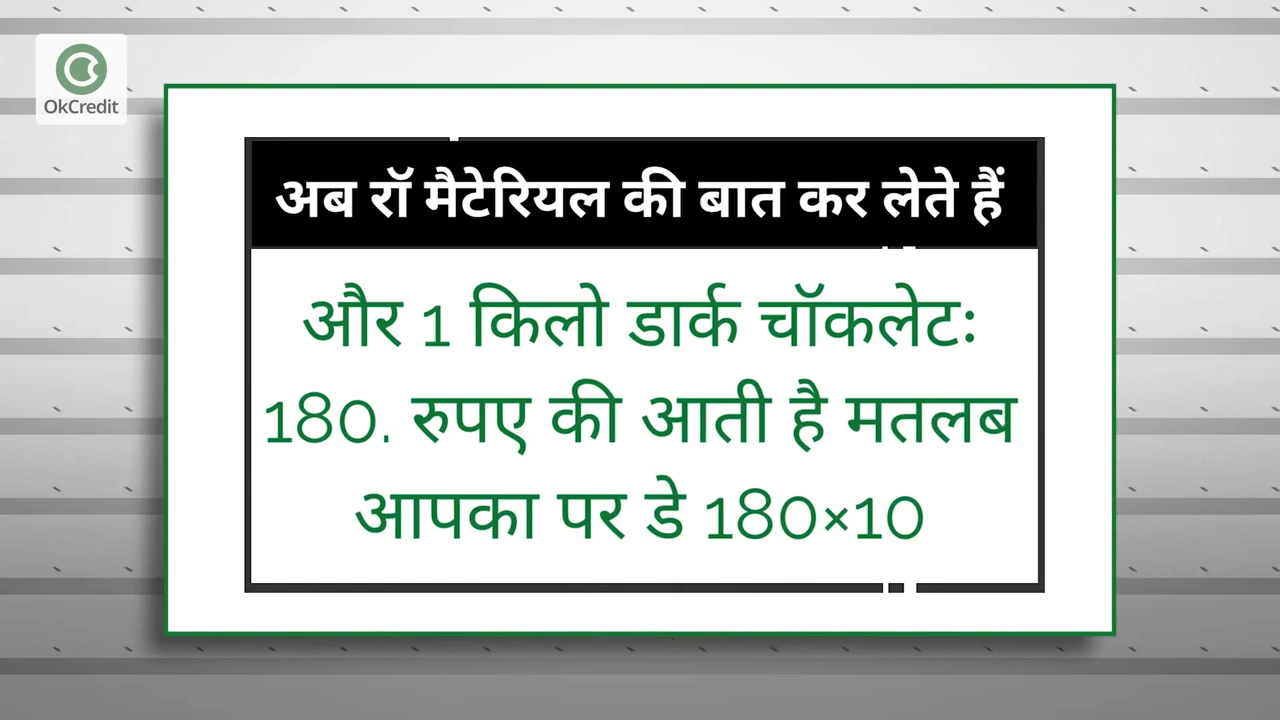 OkCredit
अब रॉ मैटेरियल की बात कर लेते हैं
और 1 किलो डार्क चॉकलेटः
180. रुपए की आती है मतलब
आपका पर डे 180×10